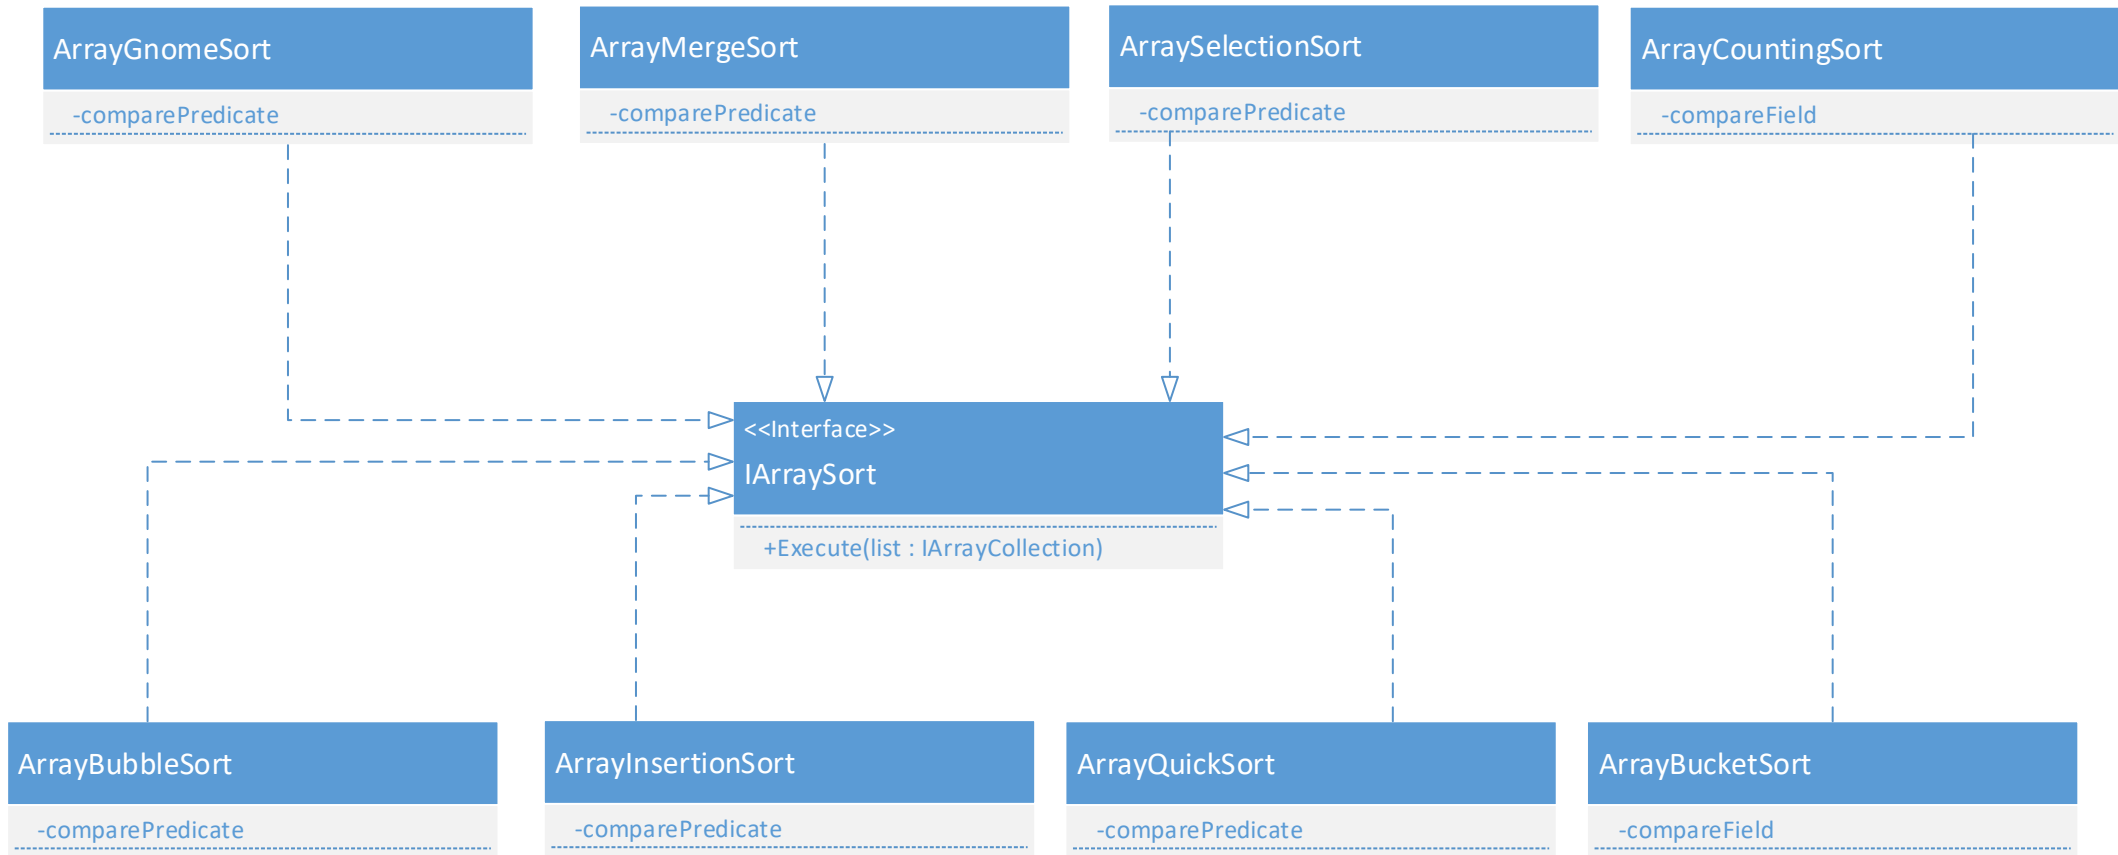 ArrayGnomeSort
-comparePredicate
ArrayMergeSort
-comparePredicate
ArraySelectionSort
-comparePredicate
ArrayCountingSort
-compareField
<<Interface>>
IArraySort
+Execute(list : IArrayCollection)
ArrayBubbleSort
-comparePredicate
ArrayInsertionSort
-comparePredicate
ArrayQuickSort
-comparePredicate
ArrayBucketSort
-compareField